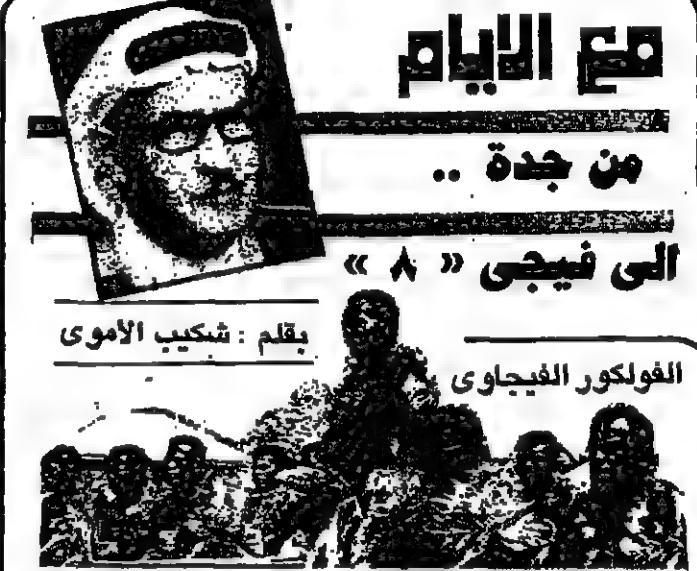 مع الايام
من جدة ..
الى فيجى « ٨ »
بقلم : شكيب الأموى
الفولكور الفيجاوى